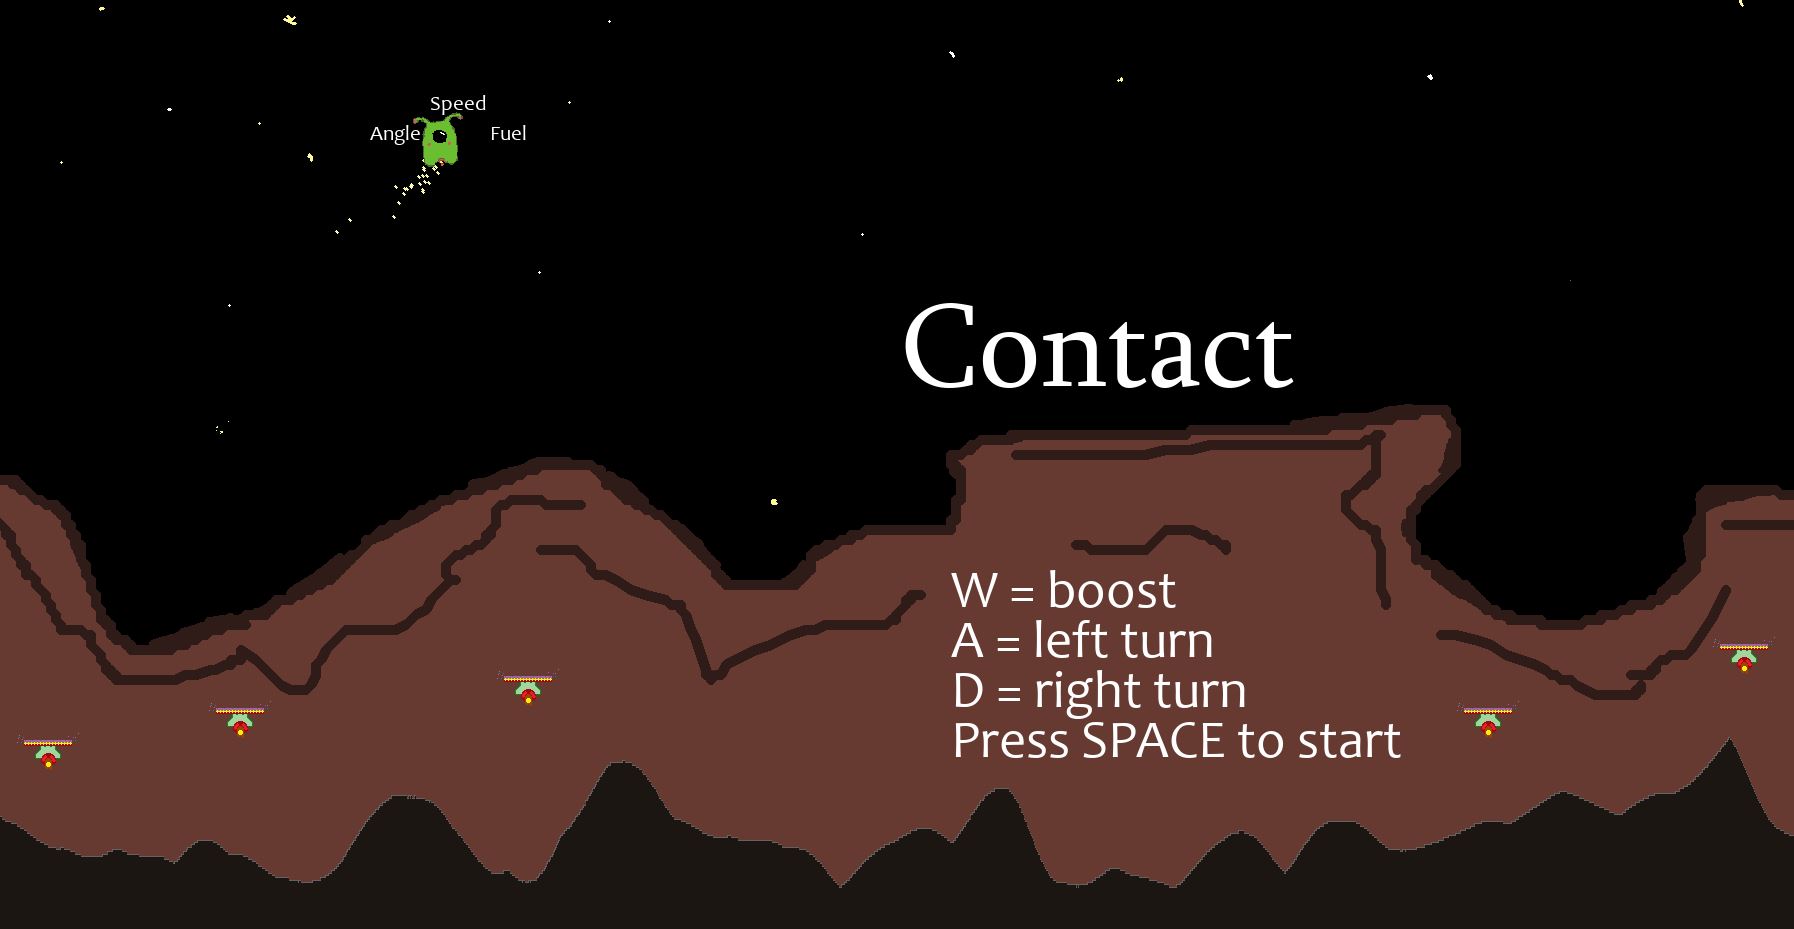 Speed
Angle Fuel
Contact
W = boost
A = left turn
D = right turn
Press SPACE to start